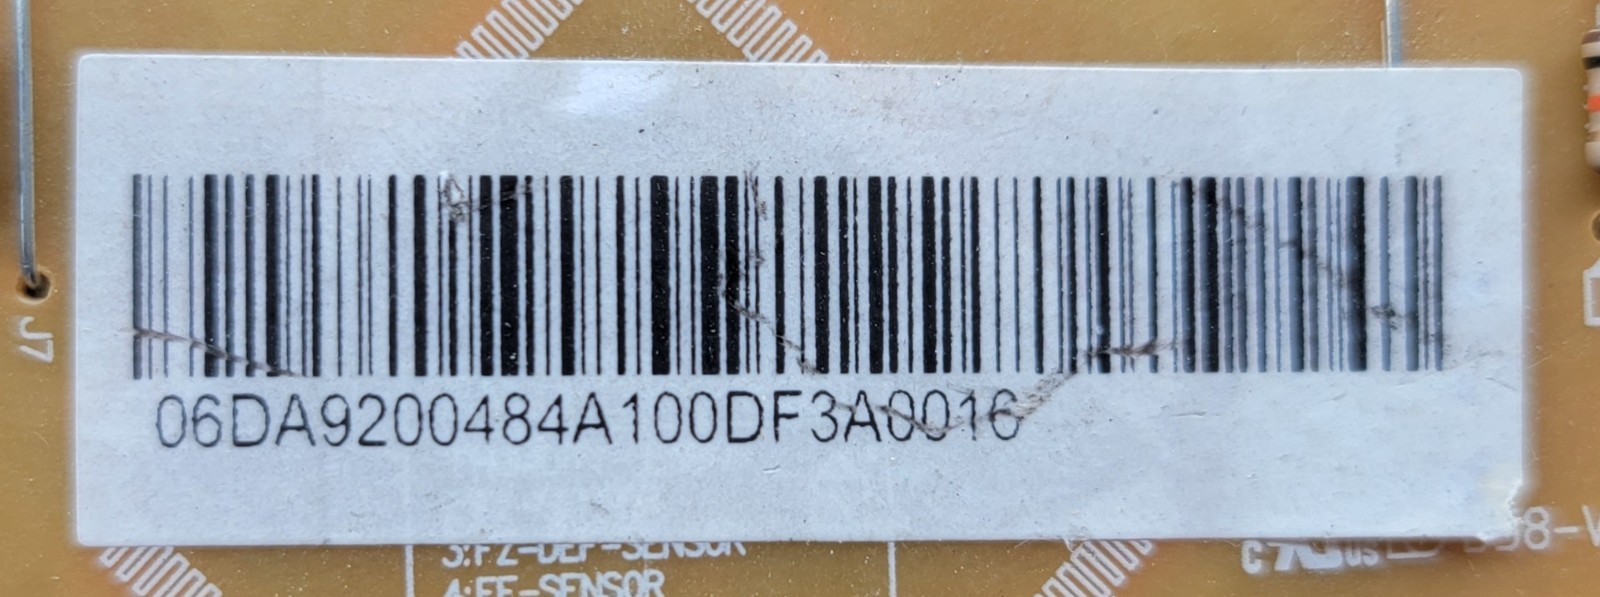 J7
06DA9200484A100DF3A0016
3:FZ-DEF-SENSOR
4:FF-SENSOR